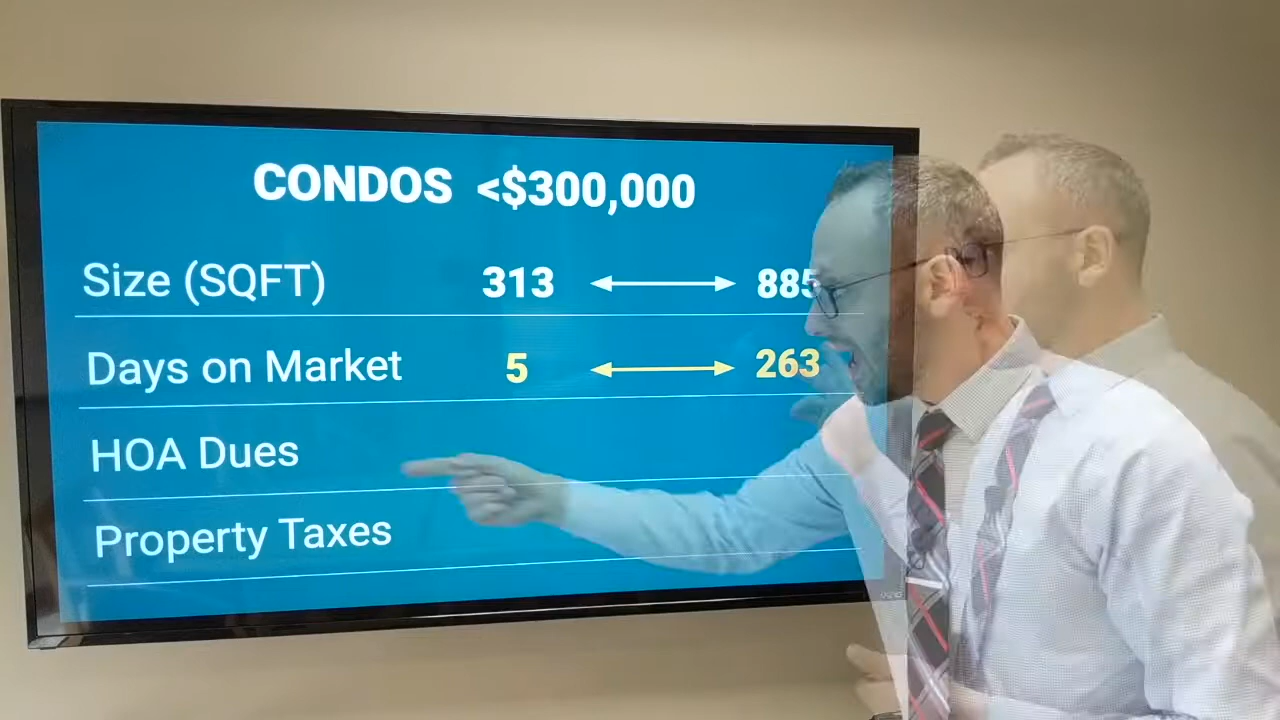 CONDOS <$300,000
Size (SQFT) 313 885
Days on Market 5 263
HOA Dues
Property Taxes